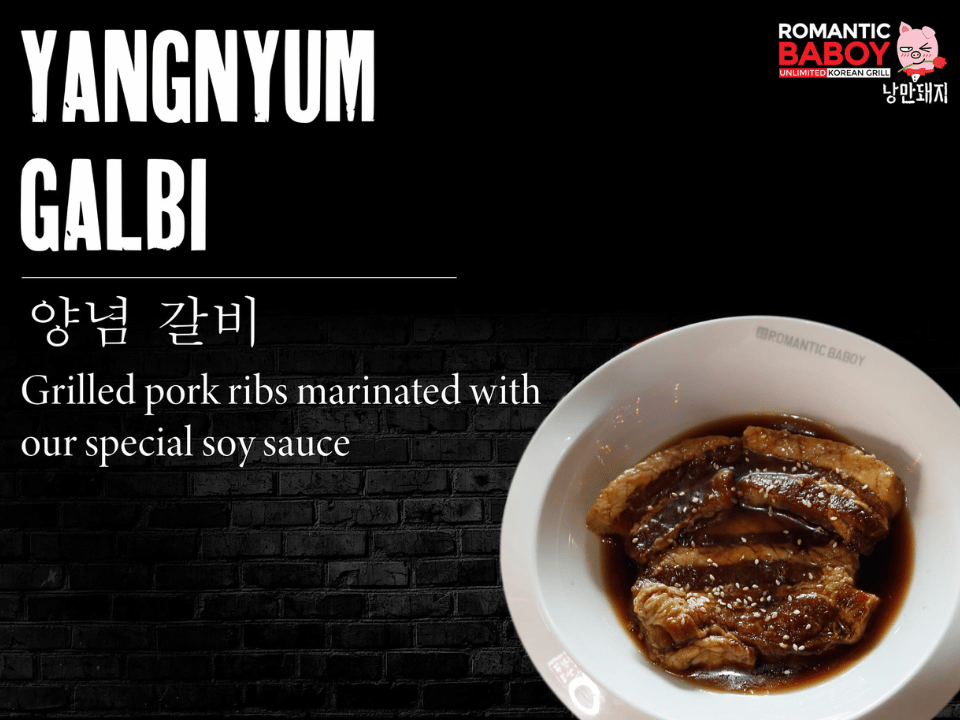 YANGNYUM
GALBI
양념 갈비
Grilled pork ribs marinated with
our special soy sauce
ROMANTIC
BABOY
UNLIMITED KOREAN GRILL
낭만돼지
ROMANTIC BABOY